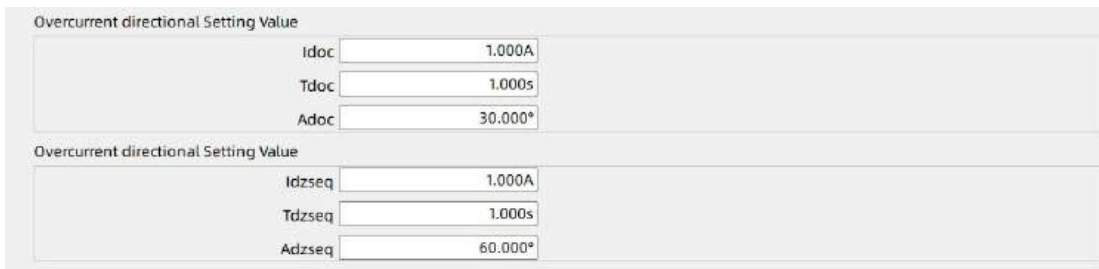 Overcurrent directional Setting Value
Idoc 1.000A
Tdoc 1.000s
Adoc 30.000°
Overcurrent directional Setting Value
Idzseq 1.000A
Tdzseq 1.000s
Adzseq 60.000°